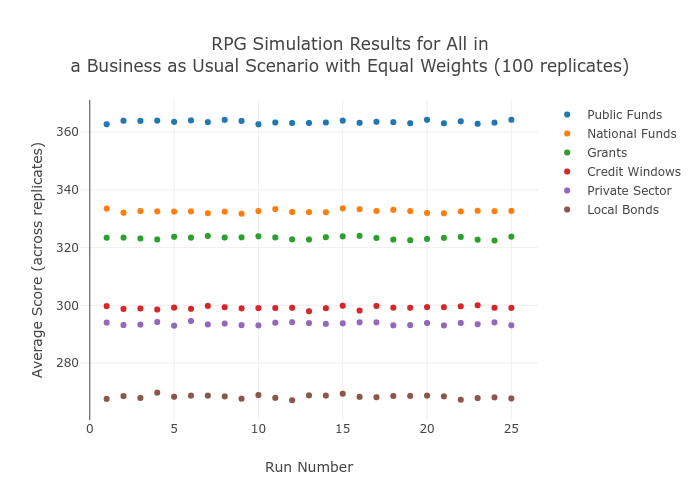 RPG Simulation Results for All in
a Business as Usual Scenario with Equal Weights (100 replicates)
Average Score (across replicates)
360
340
320
300
280
0 5 10 15 20 25
Run Number
Public Funds
National Funds
Grants
Credit Windows
Private Sector
Local Bonds